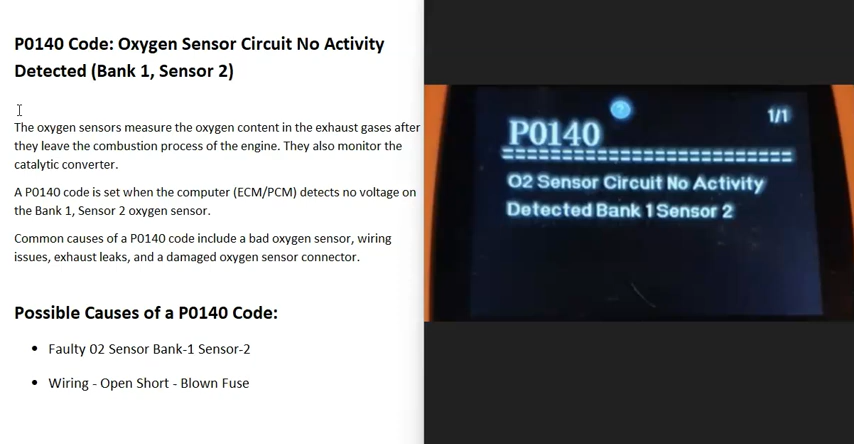 P0140 Code: Oxygen Sensor Circuit No Activity
Detected (Bank 1, Sensor 2)
The oxygen sensors measure the oxygen content in the exhaust gases after
they leave the combustion process of the engine. They also monitor the
catalytic converter.
A P0140 code is set when the computer (ECM/PCM) detects no voltage on
the Bank 1, Sensor 2 oxygen sensor.
Common causes of a P0140 code include a bad oxygen sensor, wiring
issues, exhaust leaks, and a damaged oxygen sensor connector.
Possible Causes of a P0140 Code:
• Faulty 02 Sensor Bank-1 Sensor-2
• Wiring - Open Short - Blown Fuse
?
1/1
P0140
O2 Sensor Circuit No Activity
Detected Bank 1 Sensor 2